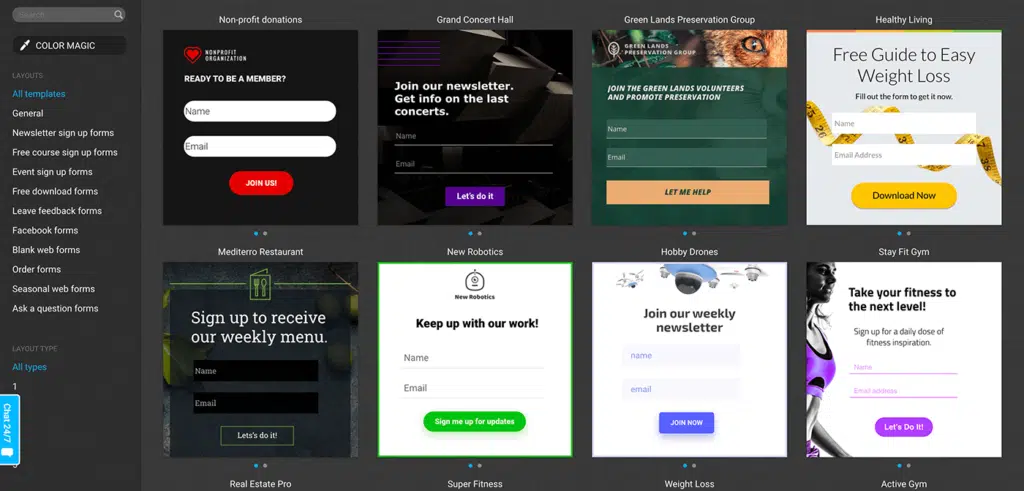 Search
COLOR MAGIC
LAYOUTS
All templates
General
Newsletter sign up forms
Free course sign up forms
Event sign up forms
Free download forms
Leave feedback forms
Facebook forms
Blank web forms
Order forms
Seasonal web forms
Ask a question forms
LAYOUT TYPE
All types
1
Chat 24/7
Non-profit donations
NONPROFIT
ORGANIZATION
READY TO BE A MEMBER?
Name
Email
JOIN US!
Grand Concert Hall
Join our newsletter.
Get info on the last
concerts.
Name
Email
Let's do it
Green Lands Preservation Group
GREEN LANDS
PRESERVATION GROUP
JOIN THE GREEN LANDS VOLUNTEERS
AND PROMOTE PRESERVATION
Name
Email
LET ME HELP
Healthy Living
Free Guide to Easy
Weight Loss
Fill out the form to get it now.
Name
Email Address
Download Now
Mediterro Restaurant
Sign up to receive
our weekly menu.
Name
Email
Lets's do it!
New Robotics
New Robotics
Keep up with our work!
Name
Email
Sign me up for updates
Hobby Drones
Join our weekly
newsletter
name
email
JOIN NOW
Stay Fit Gym
Take your fitness to
the next level!
Sign up for a daily dose of
fitness inspiration.
Name
Email address
Let's Do It!
Real Estate Pro
Super Fitness
Weight Loss
Active Gym